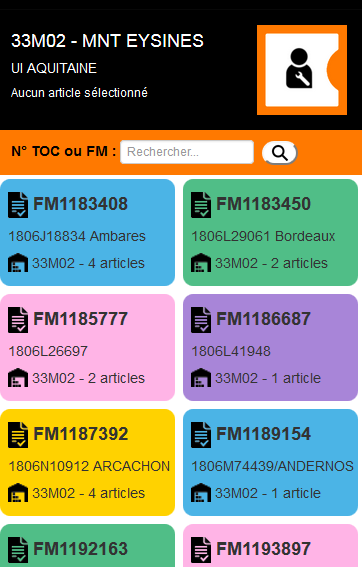 33M02 - MNT EYSINES
UI AQUITAINE
Aucun article sélectionné
N° TOC ou FM : Rechercher...
FM1183408
1806J18834 Ambares
33M02 - 4 articles
FM1183450
1806L29061 Bordeaux
33M02 - 2 articles
FM1185777
1806L26697
33M02 - 2 articles
FM1186687
1806L41948
33M02 - 1 article
FM1187392
1806N10912 ARCACHON
33M02 - 4 articles
FM1189154
1806M74439/ANDERNOS
33M02 - 1 article
FM1192163
FM1193897